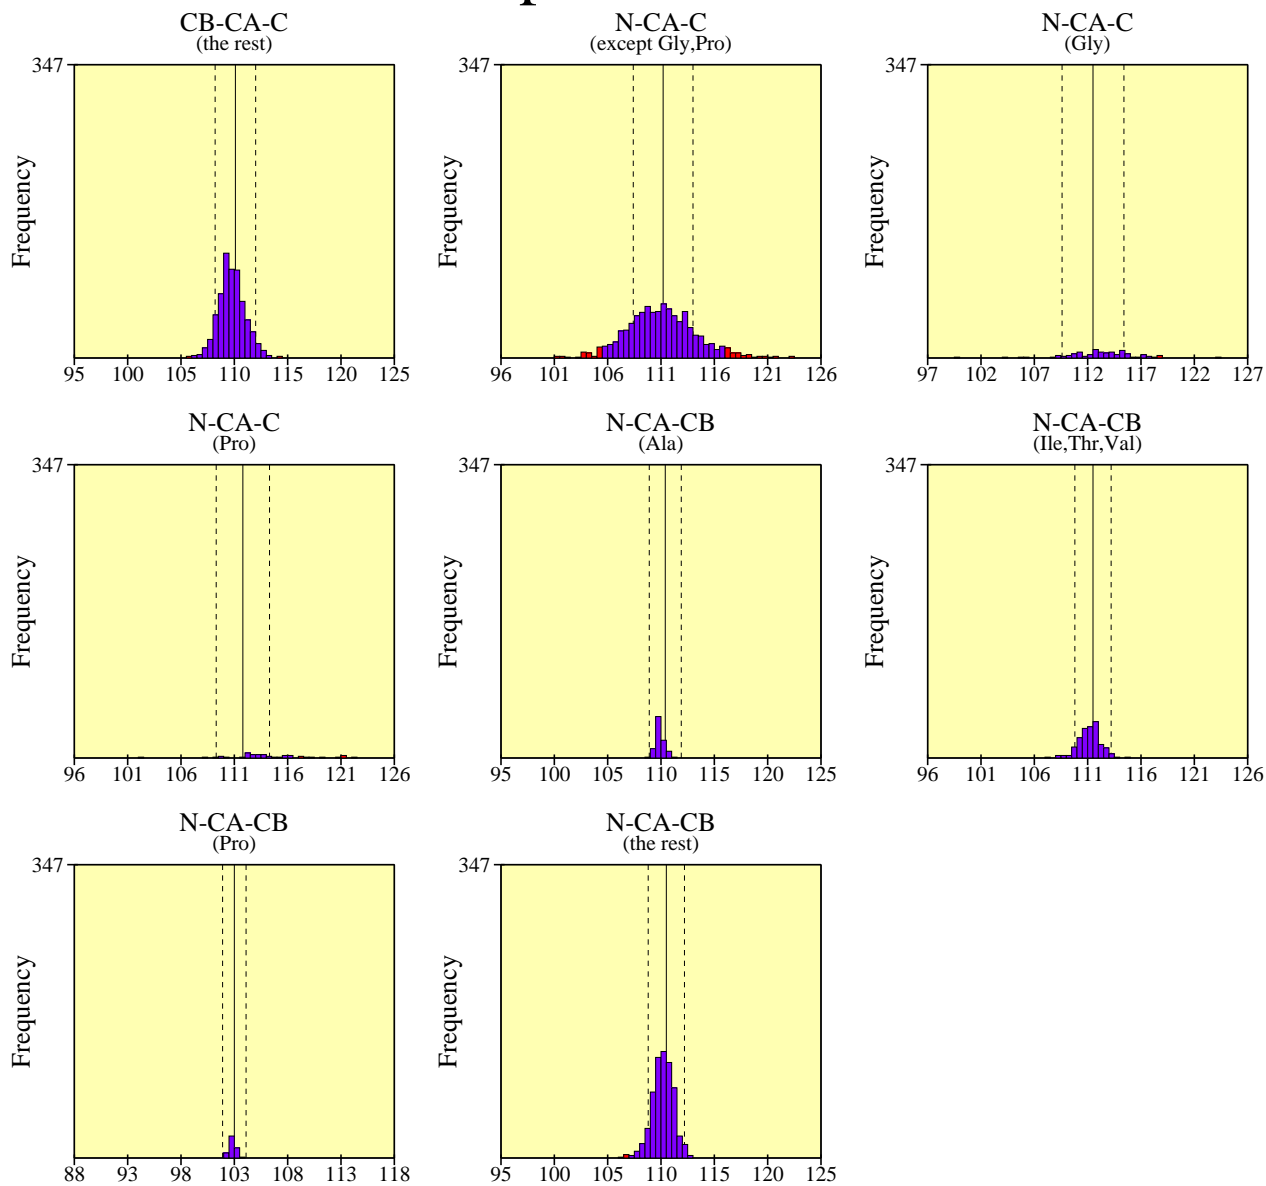 CB-CA-C N-CA-C N-CA-C
(the rest) (except Gly,Pro) (Gly)
347 347 347
Frequency Frequency Frequency
95 100 105 110 115 120 125 96 101 106 111 116 121 126 97 102 107 112 117 122 127
N-CA-C N-CA-CB N-CA-CB
(Pro) (Ala) (Ile,Thr,Val)
347 347 347
Frequency Frequency Frequency
96 101 106 111 116 121 126 95 100 105 110 115 120 125 96 101 106 111 116 121 126
N-CA-CB N-CA-CB
(Pro) (the rest)
347 347
Frequency Frequency
88 93 98 103 108 113 118 95 100 105 110 115 120 125